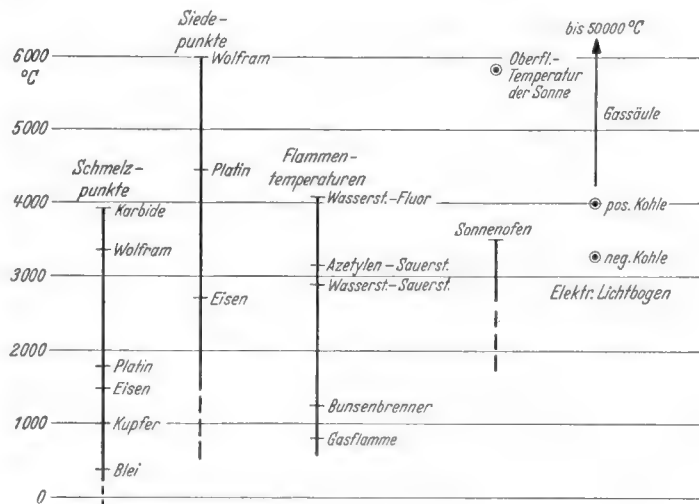 6000
°C
5000
4000
3000
2000
1000
0
Schmelz-
punkte
Karbide
Wolfram
Platin
Eisen
Kupfer
Blei
Siede-
punkte
Wolfram
Platin
Eisen
Flammen-
temperaturen
Wasserst.-Fluor
Azetylen-Sauerst.
Wasserst.-Sauerst.
Bunsenbrenner
Gasflamme
Oberfl.-
Temperatur
der Sonne
Sonnenofen
bis 50000 °C
Gassäule
pos. Kohle
neg. Kohle
Elektr. Lichtbogen